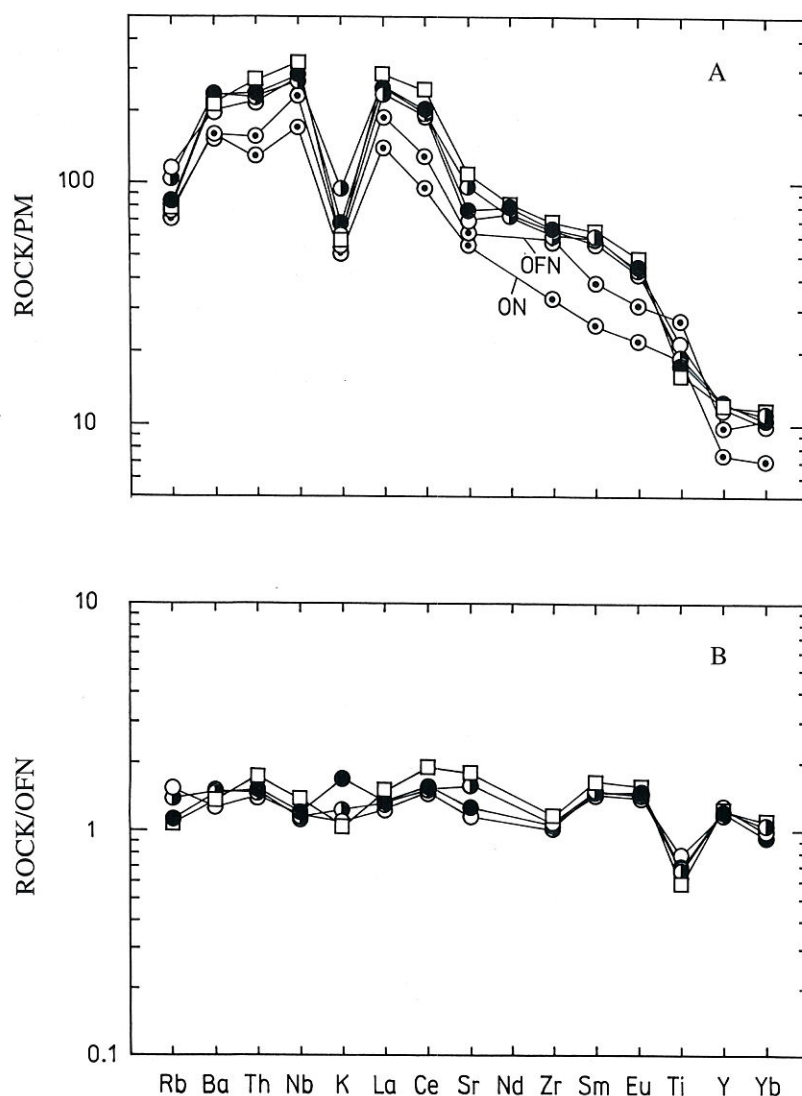 A
ROCK/PM
100
10
OFN
ON
B
ROCK/OFN
10
1
0.1
Rb Ba Th Nb K La Ce Sr Nd Zr Sm Eu Ti Y Yb